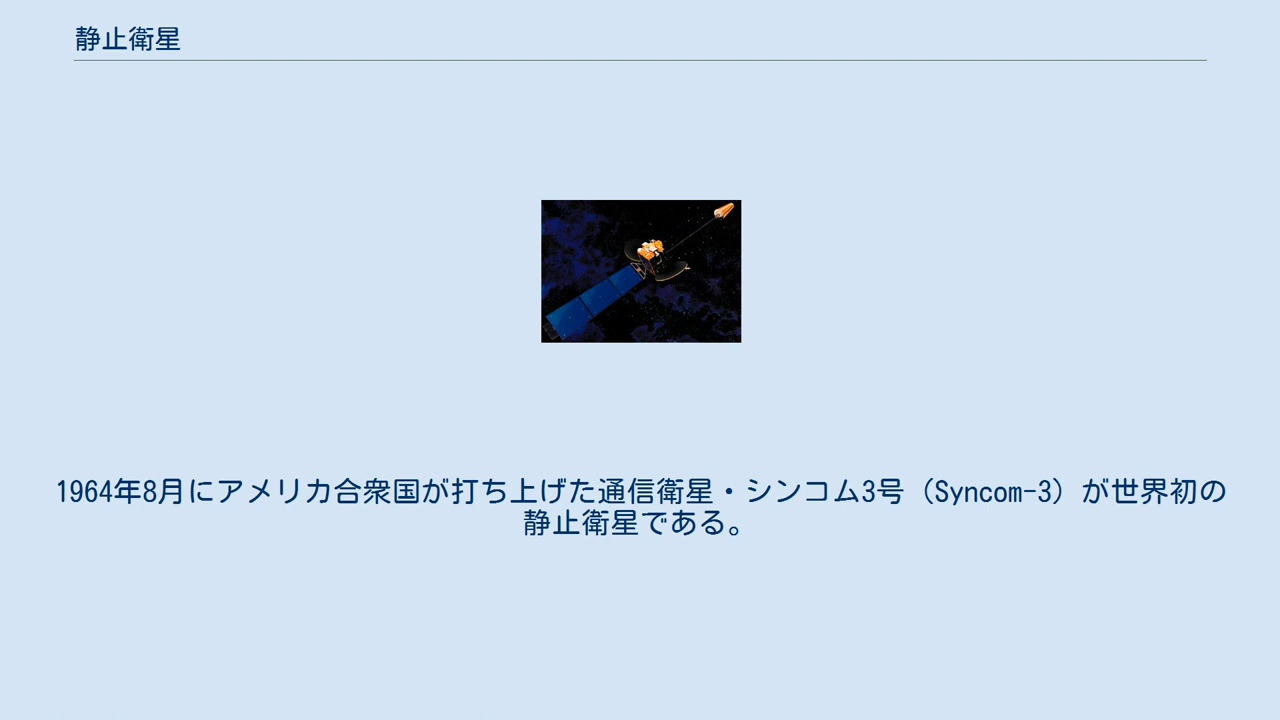 静止衛星
1964年8月にアメリカ合衆国が打ち上げた通信衛星・シンコム3号（Syncom-3）が世界初の
静止衛星である。